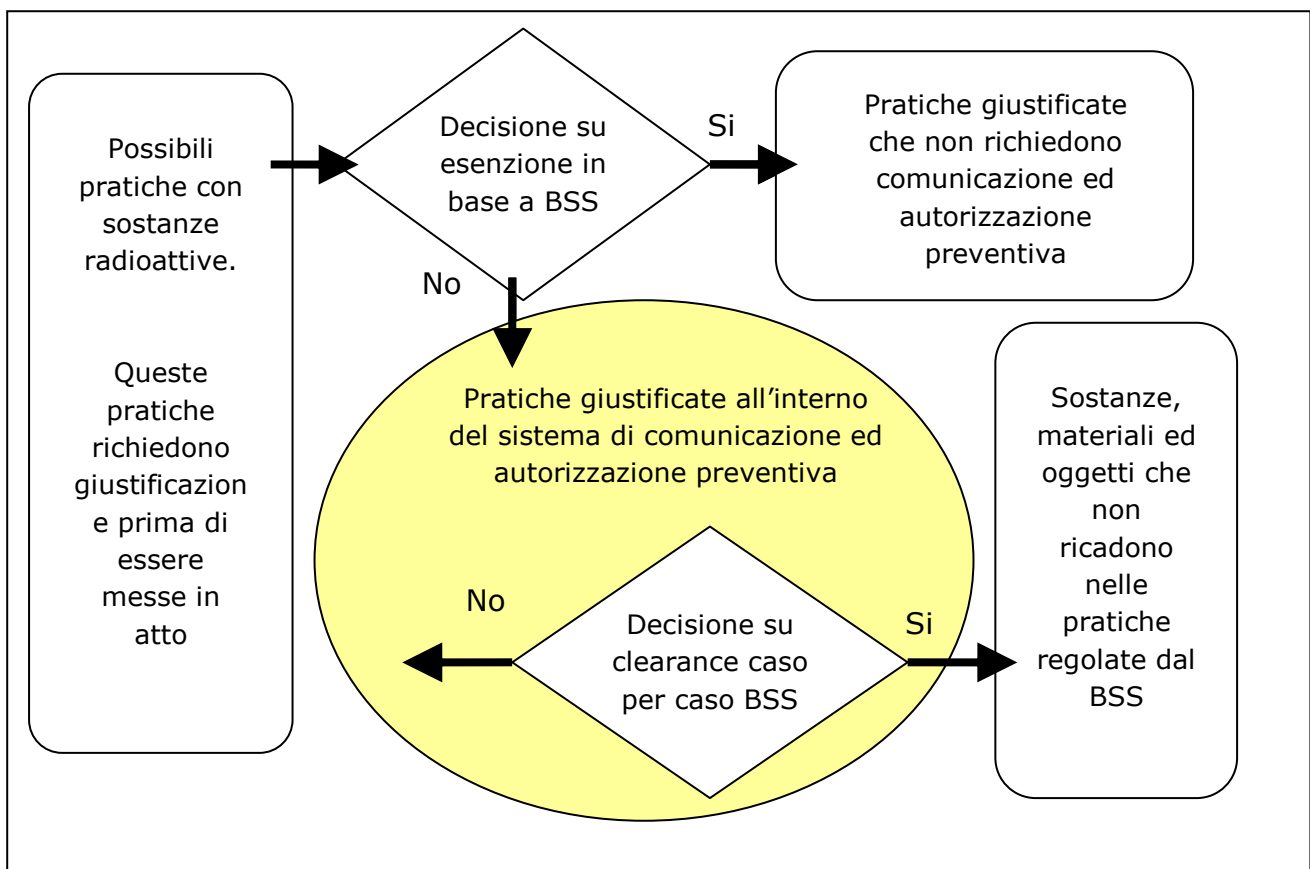 Possibili
pratiche con
sostanze
radioattive.
Queste
pratiche
richiedono
giustificazion
e prima di
essere
messe in
atto
Decisione su
esenzione in
base a BSS
Si
No
Pratiche giustificate
che non richiedono
comunicazione ed
autorizzazione
preventiva
Pratiche giustificate all’interno
del sistema di comunicazione ed
autorizzazione preventiva
No
Decisione su
clearance caso
per caso BSS
Si
Sostanze,
materiali ed
oggetti che
non
ricadono
nelle
pratiche
regolate dal
BSS